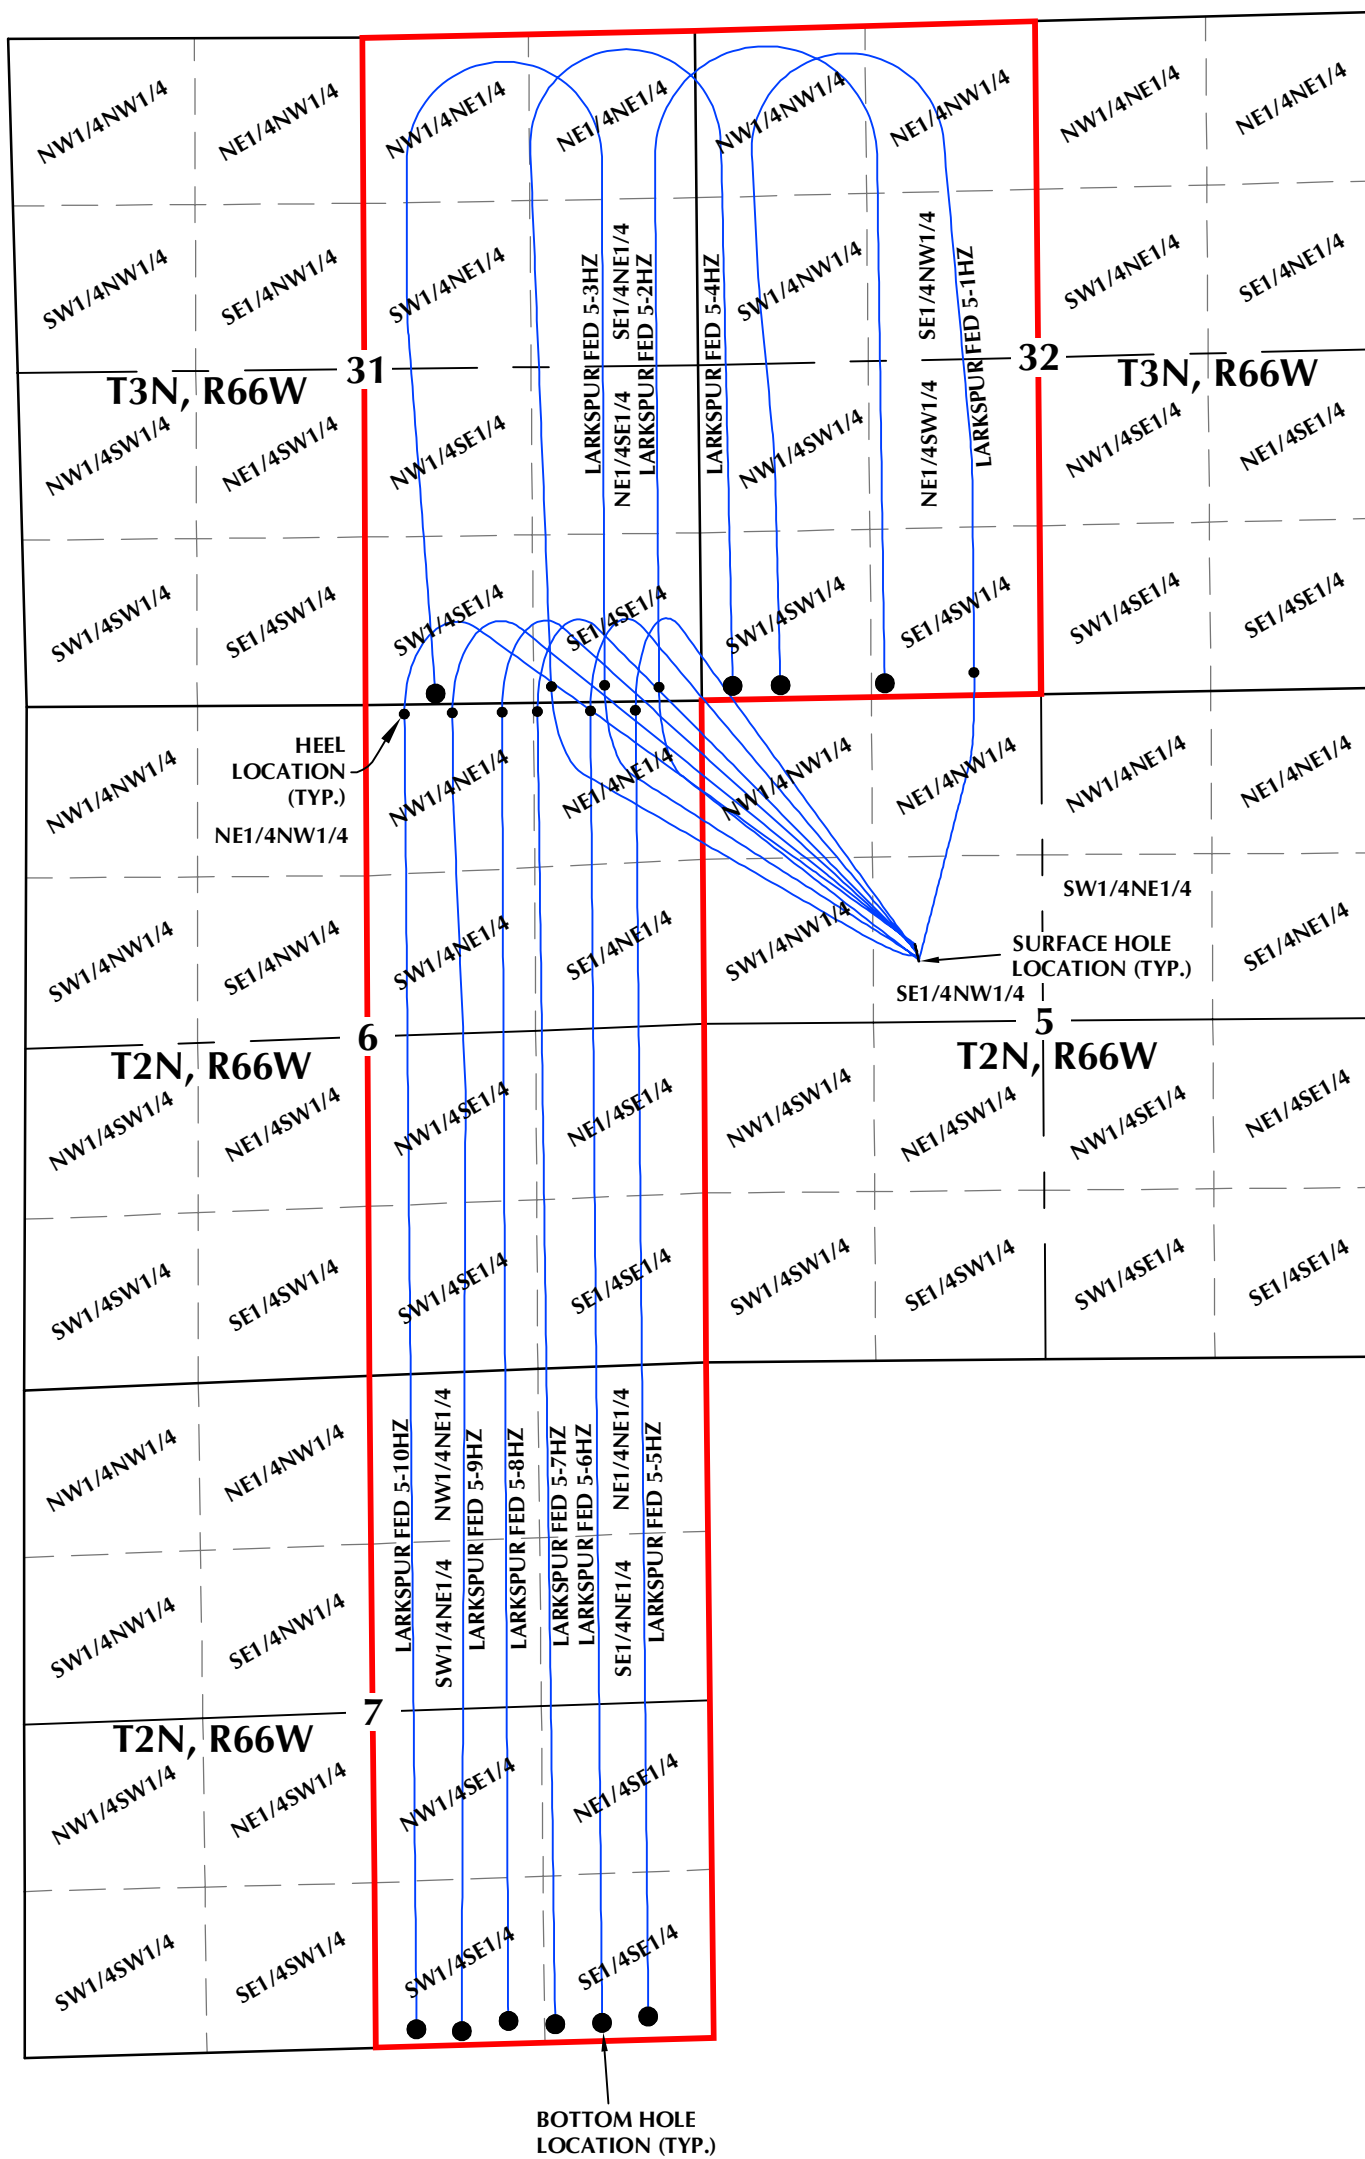 NW1/4NW1/4
NE1/4NW1/4
NW1/4NE1/4
NE1/4NE1/4
NW1/4NW1/4
NE1/4NW1/4
NW1/4NE1/4
NE1/4NE1/4
SW1/4NW1/4
SE1/4NW1/4
SW1/4NE1/4
LARKSPUR FED 5-3HZ
SE1/4NE1/4
LARKSPUR FED 5-2HZ
LARKSPUR FED 5-4HZ
SW1/4NW1/4
SE1/4NW1/4
LARKSPUR FED 5-1HZ
SW1/4NE1/4
SE1/4NE1/4
31
32
T3N, R66W
T3N, R66W
NW1/4SW1/4
NE1/4SW1/4
NW1/4SE1/4
NE1/4SE1/4
NW1/4SW1/4
NE1/4SW1/4
NW1/4SE1/4
NE1/4SE1/4
SW1/4SW1/4
SE1/4SW1/4
SW1/4SE1/4
SE1/4SE1/4
SW1/4SW1/4
SE1/4SW1/4
SW1/4SE1/4
SE1/4SE1/4
HEEL
LOCATION
(TYP.)
NW1/4NW1/4
NE1/4NW1/4
NW1/4NE1/4
NE1/4NE1/4
NW1/4NW1/4
NE1/4NW1/4
NW1/4NE1/4
NE1/4NE1/4
SW1/4NW1/4
SE1/4NW1/4
SW1/4NE1/4
SE1/4NE1/4
SW1/4NW1/4
SW1/4NE1/4
SURFACE HOLE
LOCATION (TYP.)
SE1/4NW1/4
SE1/4NE1/4
6
5
T2N, R66W
T2N, R66W
NW1/4SW1/4
NE1/4SW1/4
NW1/4SE1/4
NE1/4SE1/4
NW1/4SW1/4
NE1/4SW1/4
NW1/4SE1/4
NE1/4SE1/4
SW1/4SW1/4
SE1/4SW1/4
SW1/4SE1/4
SE1/4SE1/4
SW1/4SW1/4
SE1/4SW1/4
SW1/4SE1/4
SE1/4SE1/4
NW1/4NW1/4
NE1/4NW1/4
LARKSPUR FED 5-10HZ
NW1/4NE1/4
LARKSPUR FED 5-9HZ
LARKSPUR FED 5-8HZ
LARKSPUR FED 5-7HZ
LARKSPUR FED 5-6HZ
NE1/4NE1/4
LARKSPUR FED 5-5HZ
SW1/4NW1/4
SE1/4NW1/4
SW1/4NE1/4
SE1/4NE1/4
7
T2N, R66W
NW1/4SW1/4
NE1/4SW1/4
NW1/4SE1/4
NE1/4SE1/4
SW1/4SW1/4
SE1/4SW1/4
SW1/4SE1/4
SE1/4SE1/4
BOTTOM HOLE
LOCATION (TYP.)